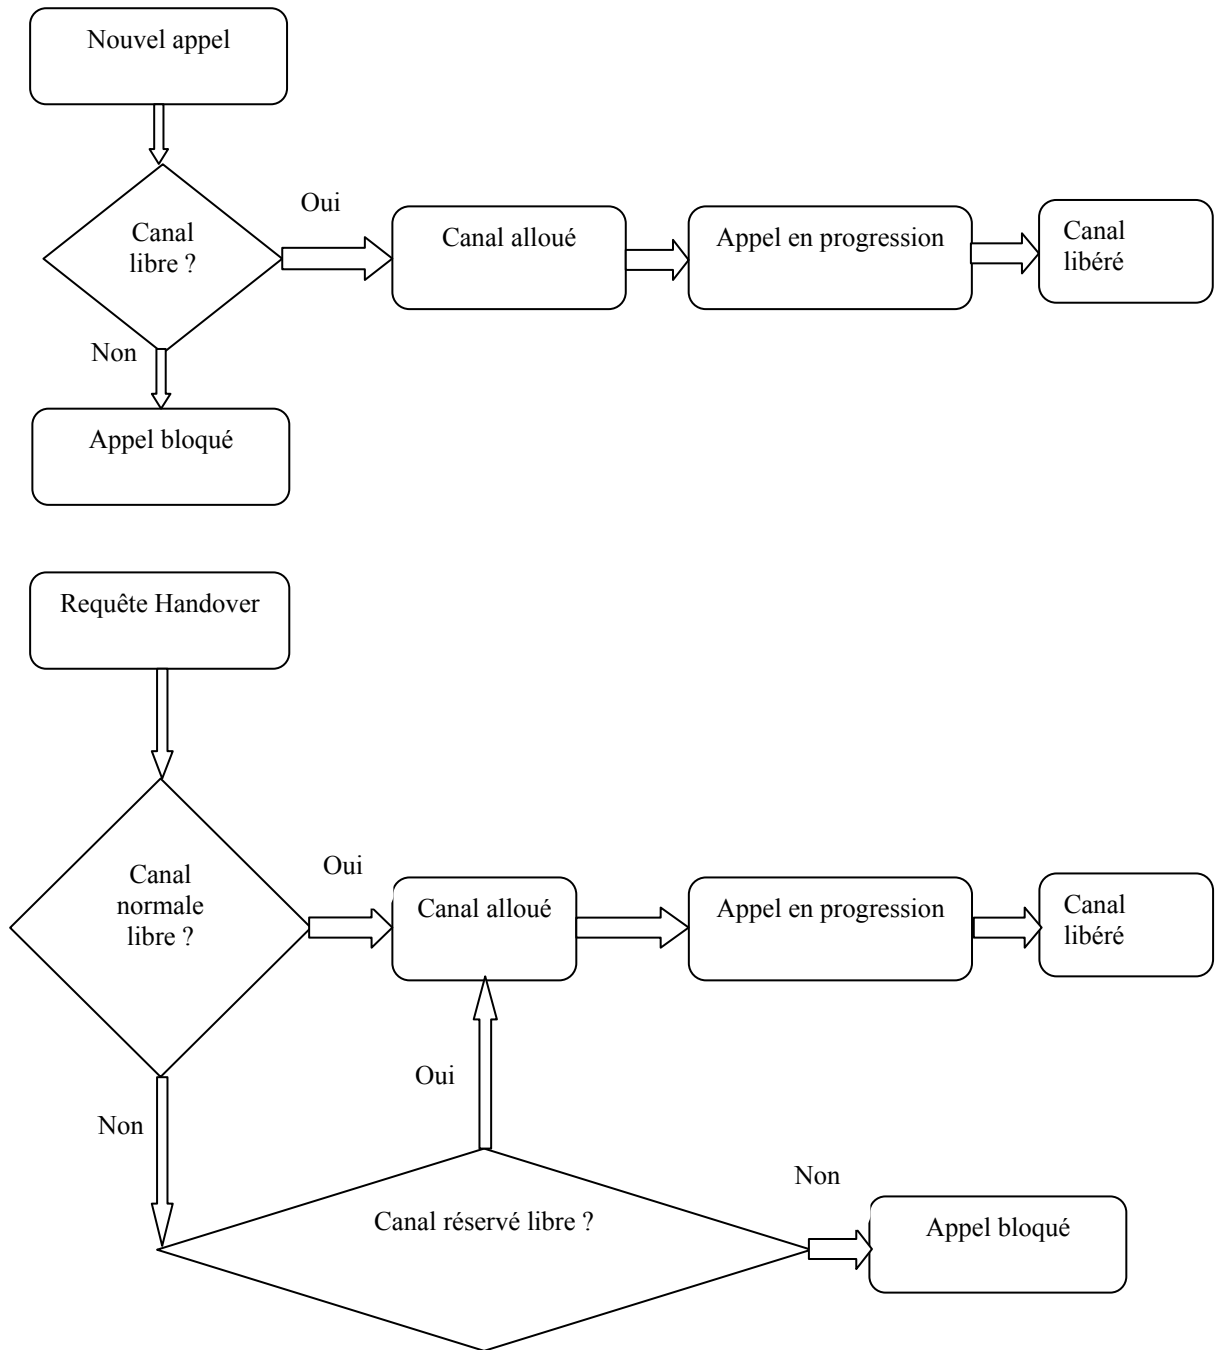 Nouvel appel
Canal
libre ?
Oui
Canal alloué
Appel en progression
Canal
libéré
Non
Appel bloqué
Requête Handover
Canal
normale
libre ?
Oui
Canal alloué
Appel en progression
Canal
libéré
Oui
Non
Canal réservé libre ?
Non
Appel bloqué